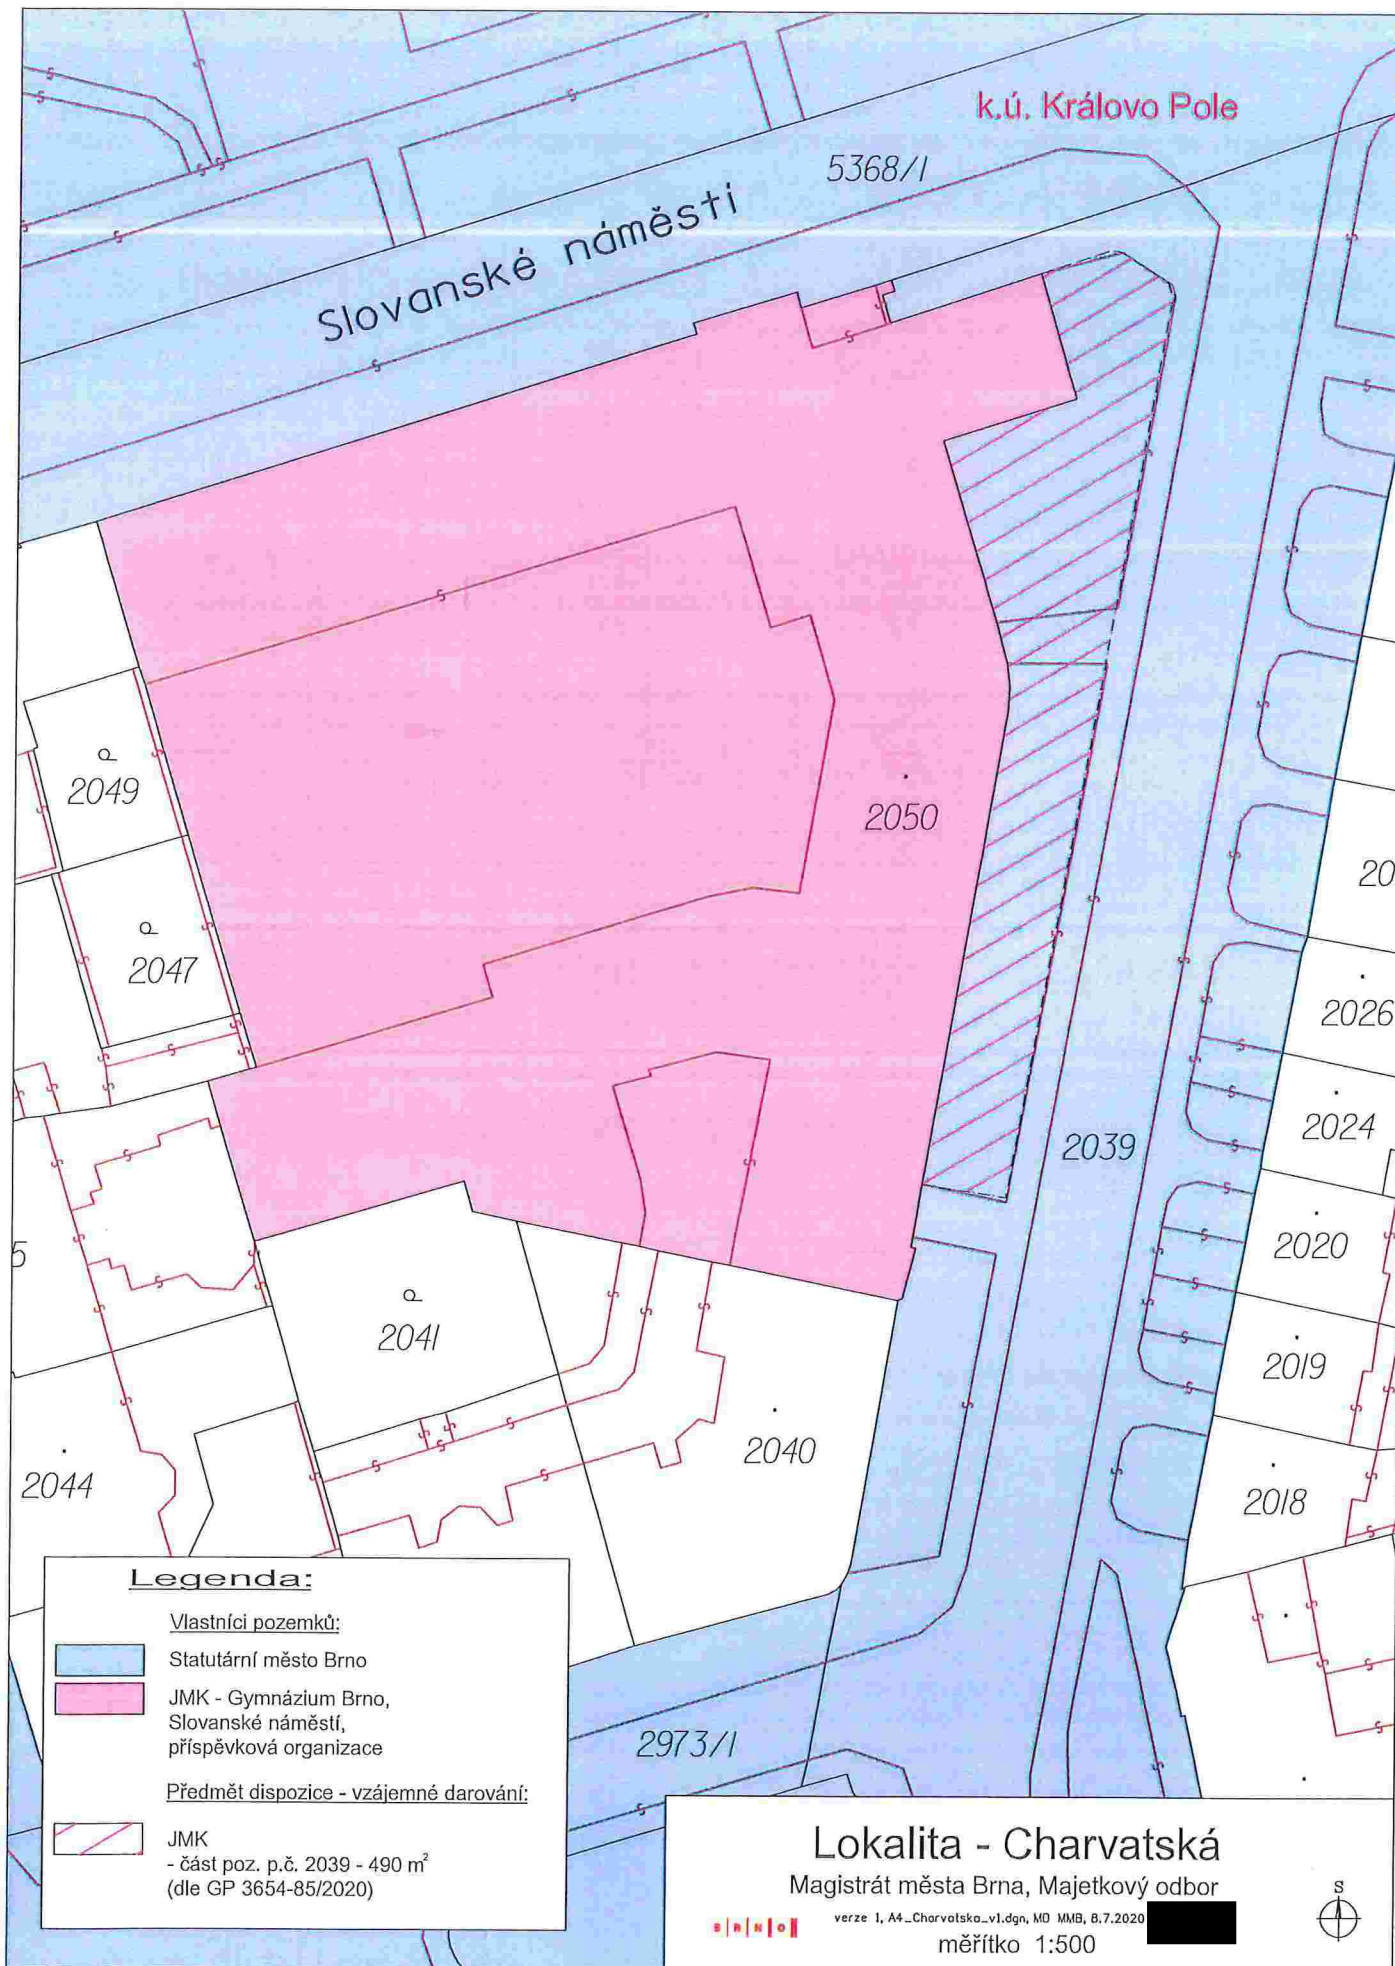 k.ú. Královo Pole
5368/1
Slovanské náměstí
2049
2050
2047
20
2026
2024
2039
2020
5
2041
2019
2040
2044
2018
2973/1
Legenda:
Vlastníci pozemků:
Statutární město Brno
JMK - Gymnázium Brno,
Slovanské náměstí,
příspěvková organizace
Předmět dispozice - vzájemné darování:
JMK
- část poz. p.č. 2039 - 490 m²
(dle GP 3654-85/2020)
Lokalita - Charvatská
Magistrát města Brna, Majetkový odbor
verze 1, A4_Charvatska_v1.dgn, MO MMB, 8.7.2020
B R N O
měřítko 1:500
S